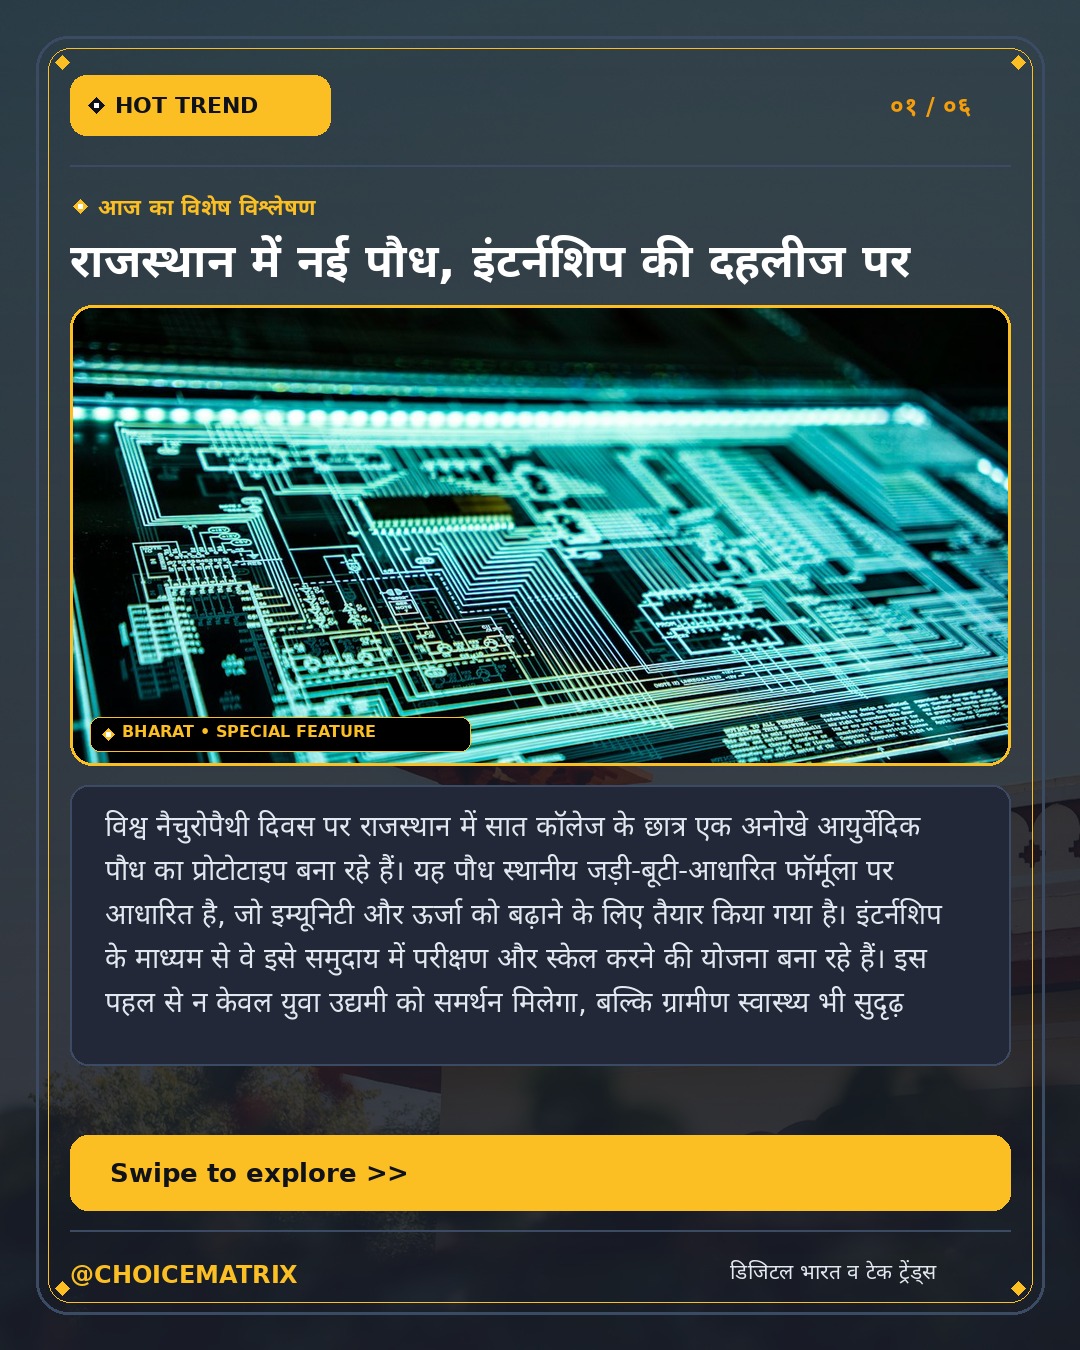 HOT TREND
०१ / ०६
आज का विशेष विश्लेषण
राजस्थान में नई पौध, इंटर्नशिप की दहलीज पर
BHARAT • SPECIAL FEATURE
विश्व नैचुरोपैथी दिवस पर राजस्थान में सात कॉलेज के छात्र एक अनोखे आयुर्वेदिक
पौध का प्रोटोटाइप बना रहे हैं। यह पौध स्थानीय जड़ी-बूटी-आधारित फॉर्मूला पर
आधारित है, जो इम्यूनिटी और ऊर्जा को बढ़ाने के लिए तैयार किया गया है। इंटर्नशिप
के माध्यम से वे इसे समुदाय में परीक्षण और स्केल करने की योजना बना रहे हैं। इस
पहल से न केवल युवा उद्यमी को समर्थन मिलेगा, बल्कि ग्रामीण स्वास्थ्य भी सुदृढ़
Swipe to explore >>
@CHOICEMATRIX
डिजिटल भारत व टेक ट्रेंड्स